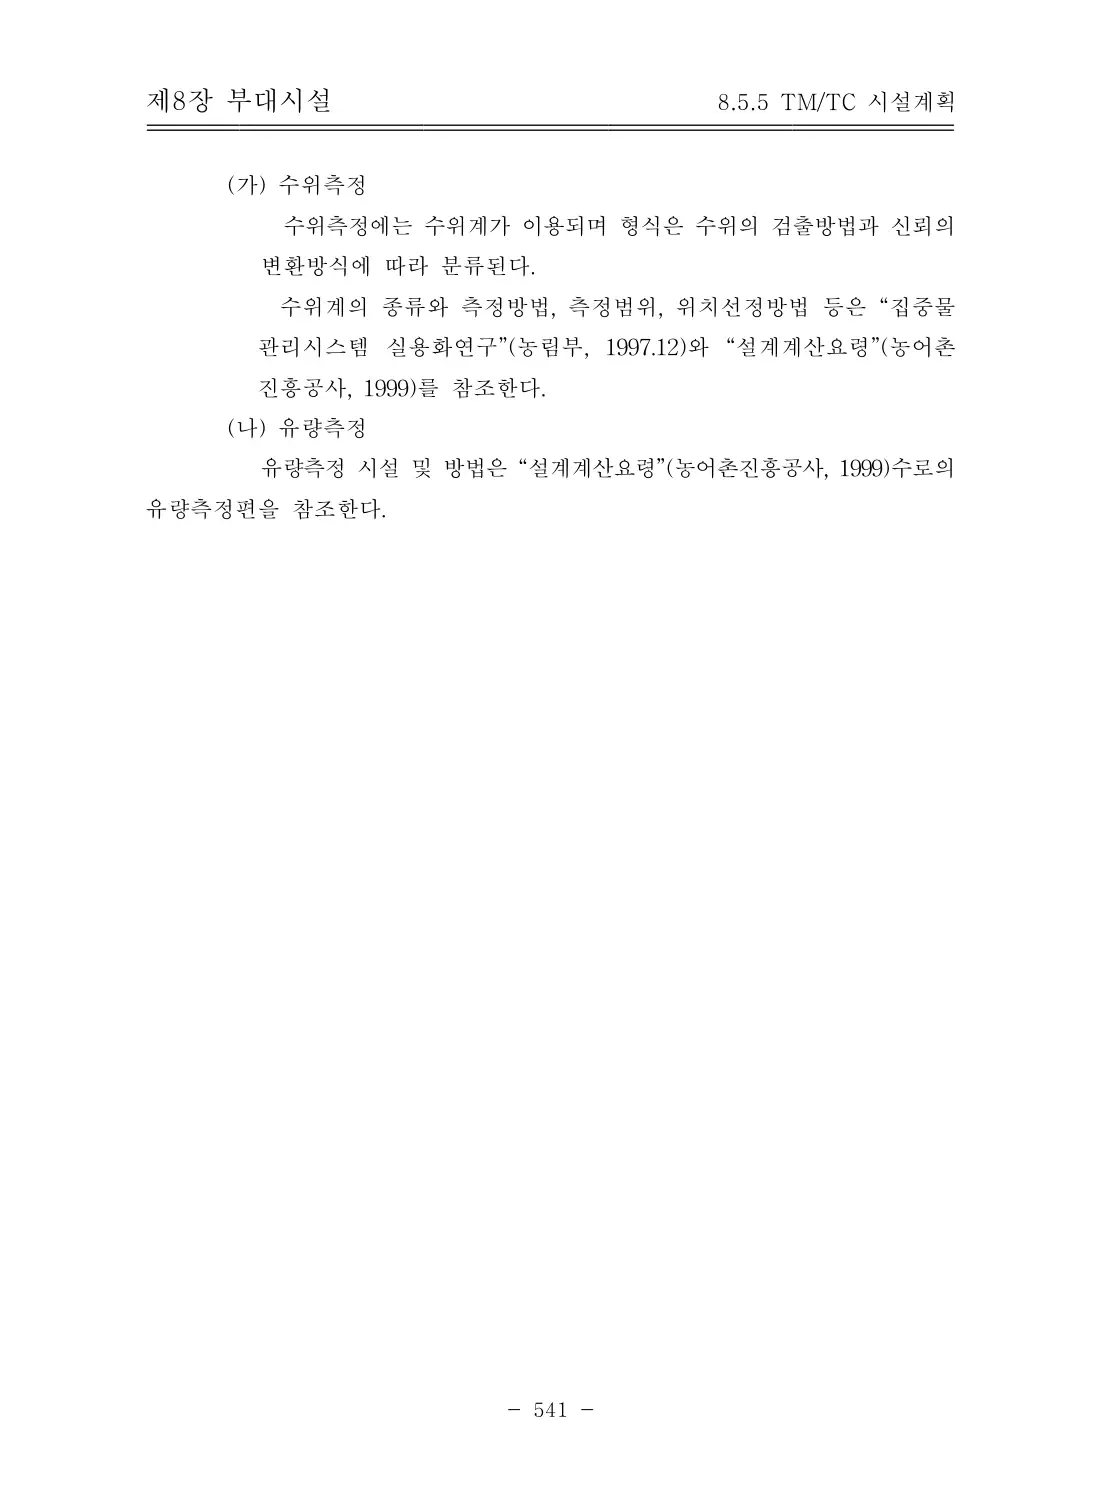 제8장 부대시설
8.5.5 TM/TC 시설계획
(가) 수위측정
수위측정에는 수위계가 이용되며 형식은 수위의 검출방법과 신뢰의
변환방식에 따라 분류된다.
수위계의 종류와 측정방법, 측정범위, 위치선정방법 등은 “집중물
관리시스템 실용화연구”(농림부, 1997.12)와 “설계계산요령”(농어촌
진흥공사, 1999)를 참조한다.
(나) 유량측정
유량측정 시설 및 방법은 “설계계산요령”(농어촌진흥공사, 1999)수로의
유량측정편을 참조한다.
- 541 -